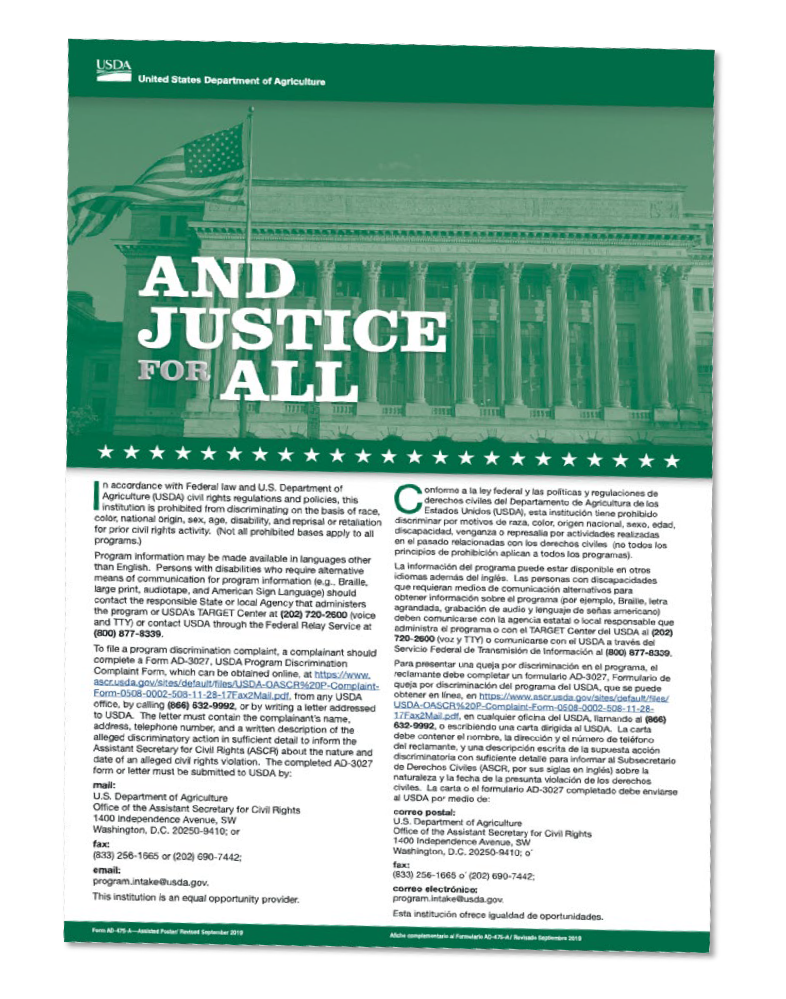 USDA
United States Department of Agriculture
AND
JUSTICE
FOR ALL
In accordance with Federal law and U.S. Department of
Agriculture (USDA) civil rights regulations and policies, this
institution is prohibited from discriminating on the basis of race,
color, national origin, sex, age, disability, and reprisal or retaliation
for prior civil rights activity. (Not all prohibited bases apply to all
programs.)
Program information may be made available in languages other
than English. Persons with disabilities who require alternative
means of communication for program information (e.g., Braille,
large print, audiotape, and American Sign Language) should
contact the responsible State or local Agency that administers
the program or USDA's TARGET Center at (202) 720-2600 (voice
and TTY) or contact USDA through the Federal Relay Service at
(800) 877-8339.
To file a program discrimination complaint, a complainant should
complete a Form AD-3027, USDA Program Discrimination
Complaint Form, which can be obtained online, at https://www.
ascr.usda.gov/sites/default/files/USDA-OASCR%20P-Complaint-
Form-0508-0002-508-11-28-17Fax2Mail.pdf, from any USDA
office, by calling (866) 632-9992, or by writing a letter addressed
to USDA. The letter must contain the complainant's name,
address, telephone number, and a written description of the
alleged discriminatory action in sufficient detail to inform the
Assistant Secretary for Civil Rights (ASCR) about the nature and
date of an alleged civil rights violation. The completed AD-3027
form or letter must be submitted to USDA by:
mail:
U.S. Department of Agriculture
Office of the Assistant Secretary for Civil Rights
1400 Independence Avenue, SW
Washington, D.C. 20250-9410; or
fax:
(833) 256-1665 or (202) 690-7442;
email:
program.intake@usda.gov.
This institution is an equal opportunity provider.
Conforme a la ley federal y las políticas y regulaciones de
derechos civiles del Departamento de Agricultura de los
Estados Unidos (USDA), esta institución tiene prohibido
discriminar por motivos de raza, color, origen nacional, sexo, edad,
discapacidad, venganza o represalia por actividades realizadas
en el pasado relacionadas con los derechos civiles (no todos los
principios de prohibición aplican a todos los programas).
La información del programa puede estar disponible en otros
idiomas además del inglés. Las personas con discapacidades
que requieran medios de comunicación alternativos para
obtener información sobre el programa (por ejemplo, Braille, letra
agrandada, grabación de audio y lenguaje de señas americano)
deben comunicarse con la agencia estatal o local responsable que
administra el programa o con el TARGET Center del USDA al (202)
720-2600 (voz y TTY) o comunicarse con el USDA a través del
Servicio Federal de Transmisión de Información al (800) 877-8339.
Para presentar una queja por discriminación en el programa, el
reclamante debe completar un formulario AD-3027, Formulario de
queja por discriminación del programa del USDA, que se puede
obtener en línea, en https://www.ascr.usda.gov/sites/default/files/
USDA-OASCR%20P-Complaint-Form-0508-0002-508-11-28-
17Fax2Mail.pdf, en cualquier oficina del USDA, llamando al (866)
632-9992, o escribiendo una carta dirigida al USDA. La carta
debe contener el nombre, la dirección y el número de teléfono
del reclamante, y una descripción escrita de la supuesta acción
discriminatoria con suficiente detalle para informar al Subsecretario
de Derechos Civiles (ASCR, por sus siglas en inglés) sobre la
naturaleza y la fecha de la presunta violación de los derechos
civiles. La carta o el formulario AD-3027 completado debe enviarse
al USDA por medio de:
correo postal:
U.S. Department of Agriculture
Office of the Assistant Secretary for Civil Rights
1400 Independence Avenue, SW
Washington, D.C. 20250-9410; o´
fax:
(833) 256-1665 o´ (202) 690-7442;
correo electrónico:
program.intake@usda.gov.
Esta institución ofrece igualdad de oportunidades.
Form AD-475-A—Assisted Poster/ Revised September 2019
Afiche complementario al Formulario AD-475-A / Revisado Septiembre 2019